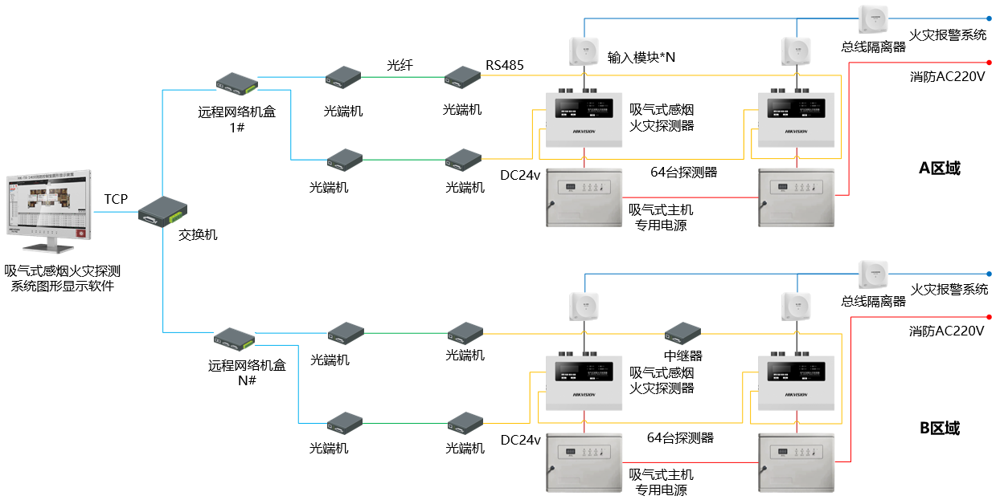 火灾报警系统
总线隔离器
输入模块*N
光纤
RS485
消防AC220V
远程网络机盒
1#
光端机
光端机
吸气式感烟
火灾探测器
HIKVISION
HIKVISION
光端机
光端机
DC24v
64台探测器
A区域
TCP
交换机
吸气式主机
专用电源
吸气式感烟火灾探测
系统图形显示软件
火灾报警系统
总线隔离器
消防AC220V
远程网络机盒
N#
光端机
光端机
中继器
吸气式感烟
火灾探测器
HIKVISION
HIKVISION
光端机
光端机
DC24v
64台探测器
B区域
吸气式主机
专用电源